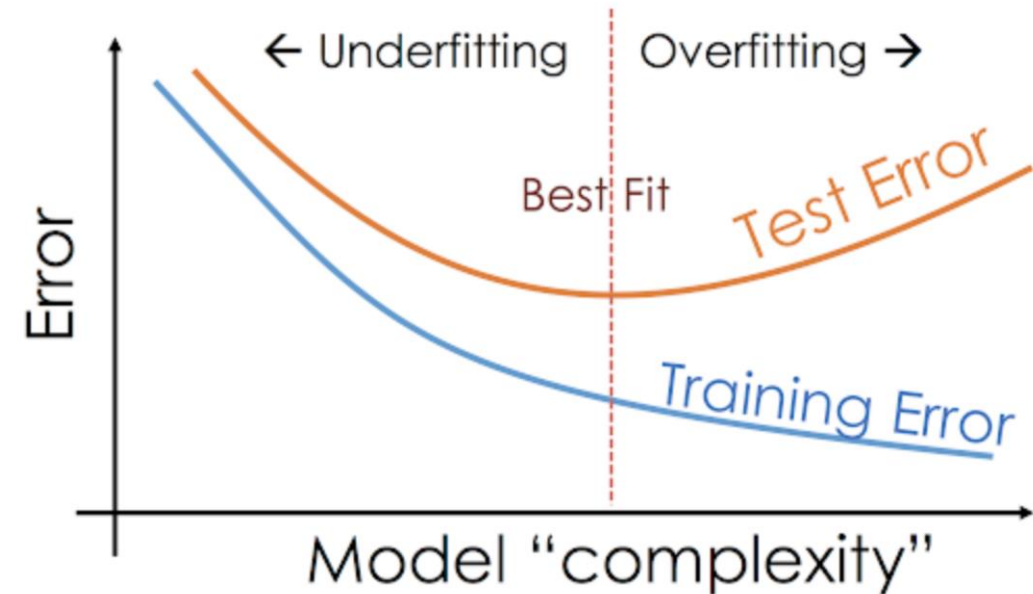 ← Underfitting
Overfitting →
Best Fit
Test Error
Error
Training Error
Model “complexity”